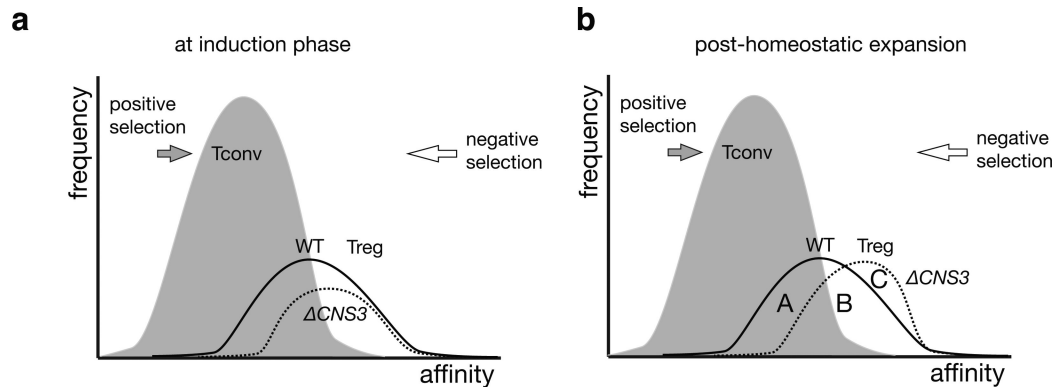 a
at induction phase
frequency
positive
selection
Tconv
negative
selection
WT
Treg
ΔCNS3
affinity
b
post-homeostatic expansion
frequency
positive
selection
Tconv
negative
selection
WT
Treg
ΔCNS3
A
B
C
affinity